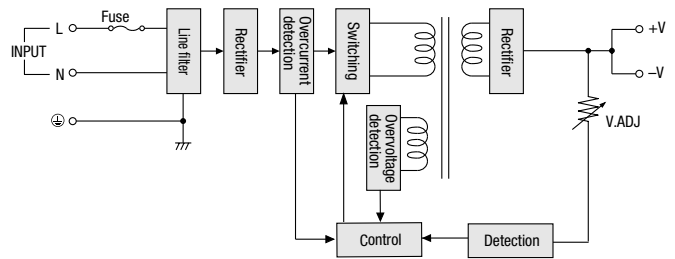 Fuse
L
INPUT
N
Line filter
Rectifier
Overcurrent
detection
Switching
Rectifier
+V
−V
V.ADJ
Overvoltage
detection
Control
Detection